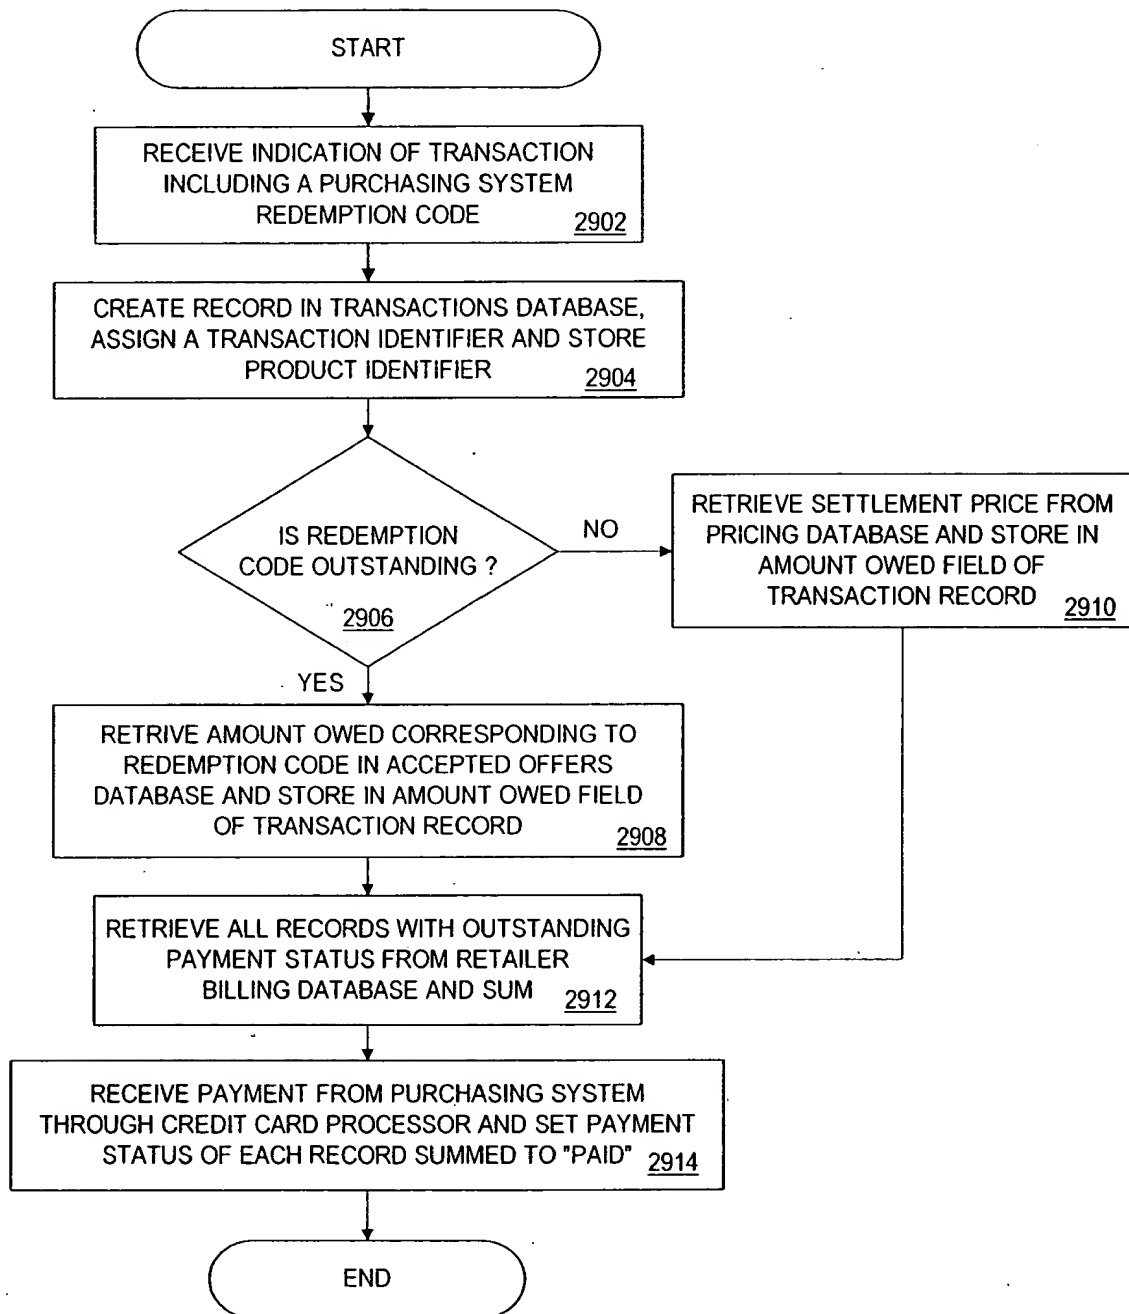 START
RECEIVE INDICATION OF TRANSACTION
INCLUDING A PURCHASING SYSTEM
REDEMPTION CODE
2902
CREATE RECORD IN TRANSACTIONS DATABASE,
ASSIGN A TRANSACTION IDENTIFIER AND STORE
PRODUCT IDENTIFIER
2904
IS REDEMPTION
CODE OUTSTANDING ?
2906
NO
RETRIEVE SETTLEMENT PRICE FROM
PRICING DATABASE AND STORE IN
AMOUNT OWED FIELD OF
TRANSACTION RECORD
2910
YES
RETRIVE AMOUNT OWED CORRESPONDING TO
REDEMPTION CODE IN ACCEPTED OFFERS
DATABASE AND STORE IN AMOUNT OWED FIELD
OF TRANSACTION RECORD
2908
RETRIEVE ALL RECORDS WITH OUTSTANDING
PAYMENT STATUS FROM RETAILER
BILLING DATABASE AND SUM
2912
RECEIVE PAYMENT FROM PURCHASING SYSTEM
THROUGH CREDIT CARD PROCESSOR AND SET PAYMENT
STATUS OF EACH RECORD SUMMED TO "PAID"
2914
END